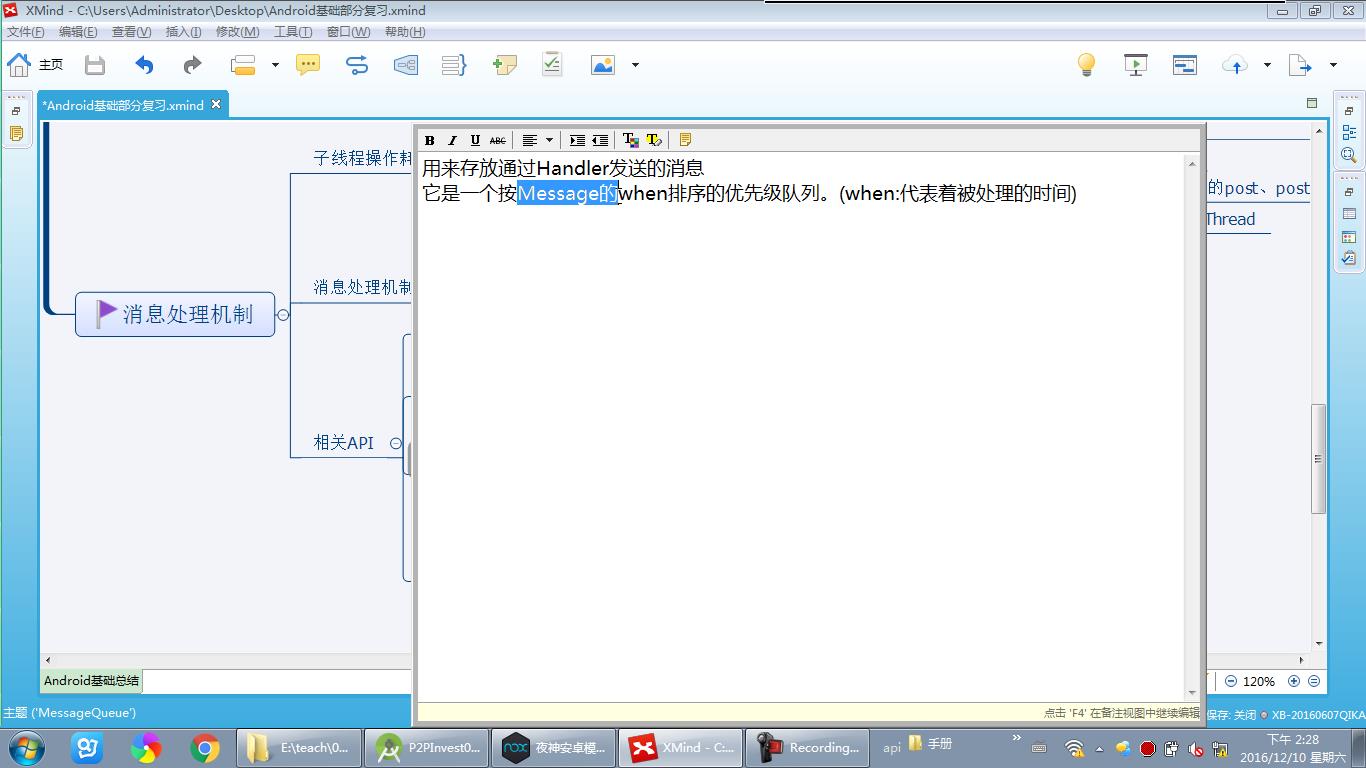 XMind - C:\Users\Administrator\Desktop\Android基础部分复习.xmind
文件(F) 编辑(E) 查看(V) 插入(I) 修改(M) 工具(T) 窗口(W) 帮助(H)
主页
*Android基础部分复习.xmind
B I U ABC
用来存放通过Handler发送的消息
它是一个按Message的when排序的优先级队列。(when:代表着被处理的时间)
子线程操作
的post、post
Thread
消息处理机制
消息处理机制
相关API
Android基础总结
120%
主题 ('MessageQueue')
点击 'F4' 在备注视图中继续编辑
保存: 关闭
XB-20160607QIKA
E:\teach\0...
P2PInvest0...
夜神安卓模...
XMind - C:...
Recording...
api
手册
下午 2:28
2016/12/10 星期六